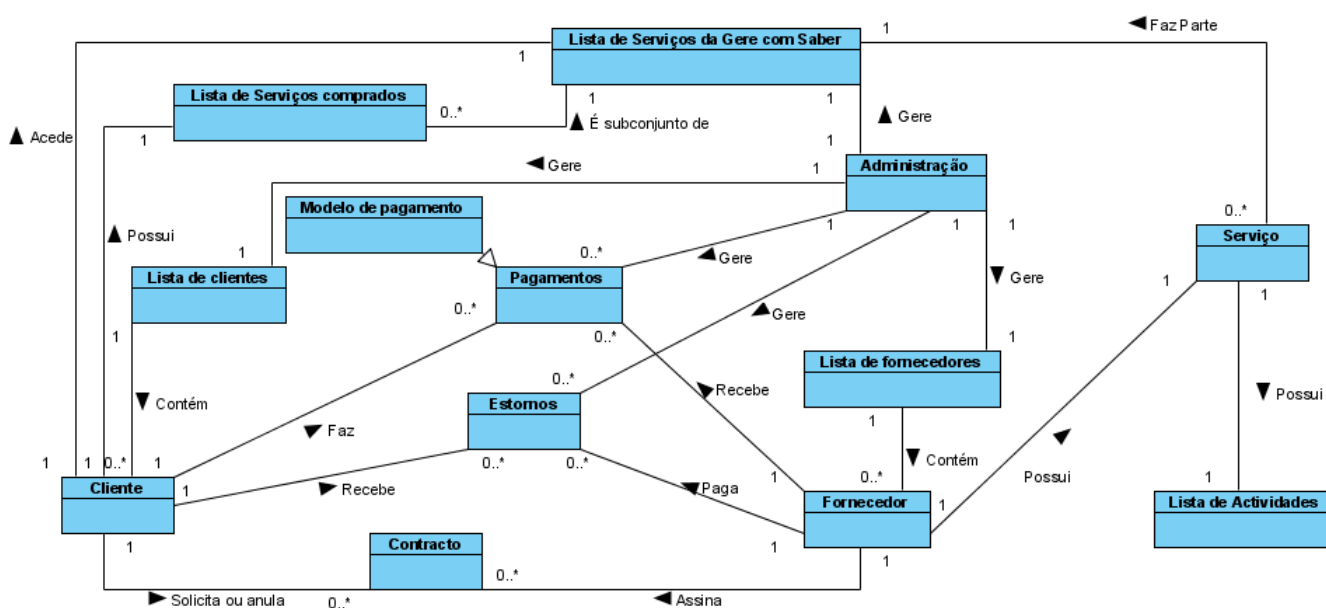 1 ◄ Faz Parte
Lista de Serviços da Gere com Saber
1 1
Lista de Serviços comprados
0..* 1 1
▲ Acede 1 ▲ É subconjunto de ▲ Gere
1
◄ Gere 1 Administração
Modelo de pagamento
1 1 1 0..*
▲ Possui 0..* ◄ Gere Serviço
1
Lista de clientes Pagamentos ▼ Gere
0..* 1 1
1 0..* ◄ Gere 1
Lista de fornecedores
0..*
▼ Contém Estornos ◄ Recebe 1 ▼ Possui
► Faz
1 1 0..* 1 0..* 0..* 1 0..* ▼ Contém ► Possui 1
Cliente 1 ► Recebe ◄ Paga Fornecedor 1 Lista de Actividades
1 Contracto 1 1
0..*
► Solicita ou anula 0..* ◄ Assina